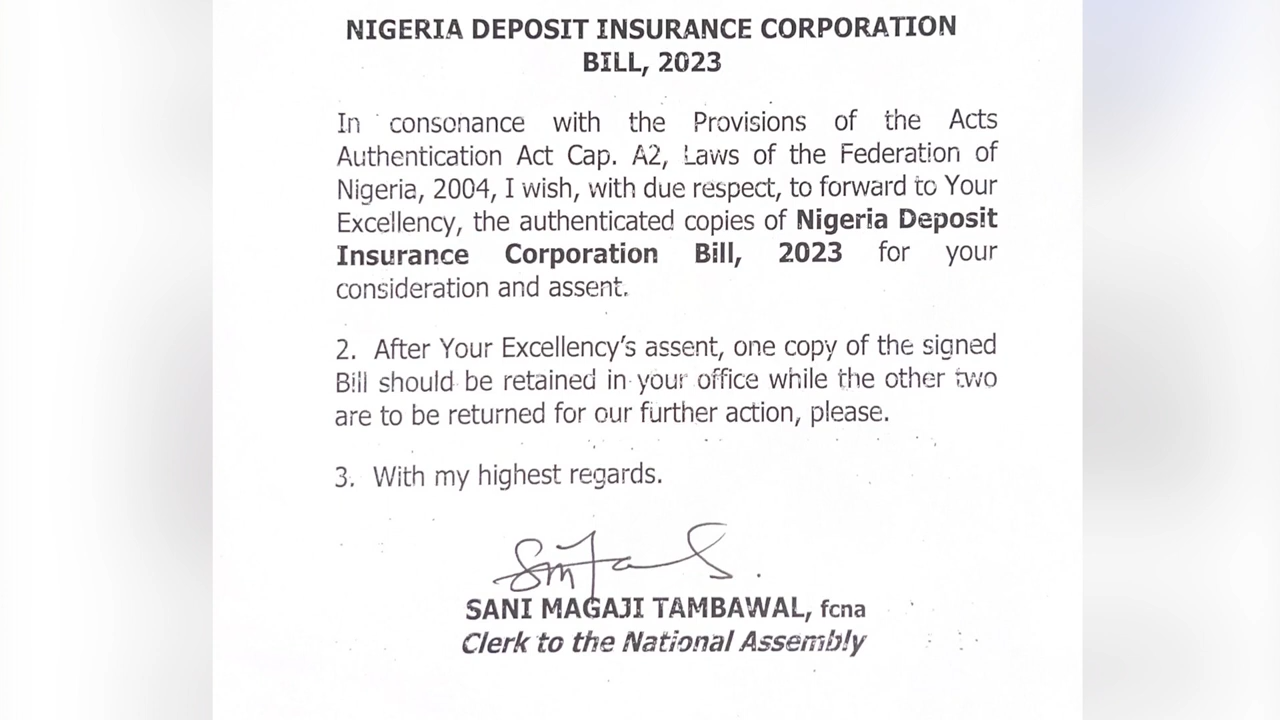 NIGERIA DEPOSIT INSURANCE CORPORATION
BILL, 2023
In consonance with the Provisions of the Acts
Authentication Act Cap. A2, Laws of the Federation of
Nigeria, 2004, I wish, with due respect, to forward to Your
Excellency, the authenticated copies of Nigeria Deposit
Insurance Corporation Bill, 2023 for your
consideration and assent.
2. After Your Excellency's assent, one copy of the signed
Bill should be retained in your office while the other two
are to be returned for our further action, please.
3. With my highest regards.
SANI MAGAJI TAMBAWAL, fcna
Clerk to the National Assembly